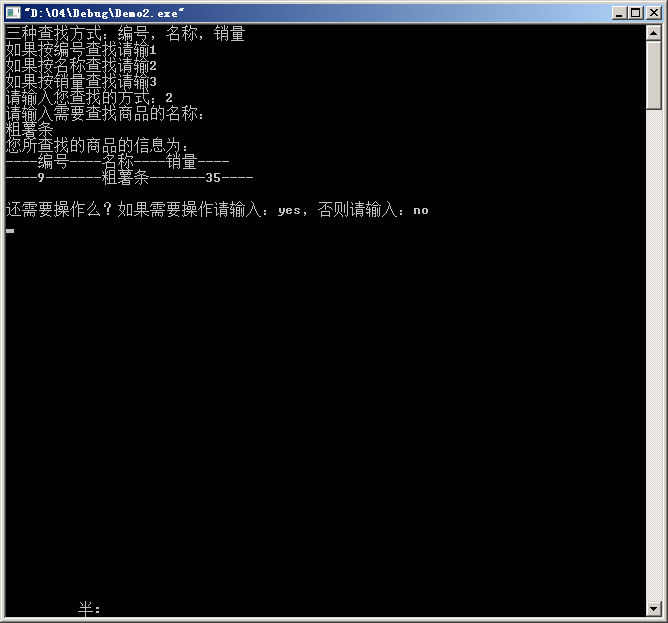 "D:\04\Debug\Demo2.exe"
三种查找方式：编号，名称，销量
如果按编号查找请输1
如果按名称查找请输2
如果按销量查找请输3
请输入您查找的方式：2
请输入需要查找商品的名称：
粗薯条
您所查找的商品的信息为：
----编号----名称----销量----
----9-------粗薯条-------35----
还需要操作么？如果需要操作请输入：yes，否则请输入：no
半：